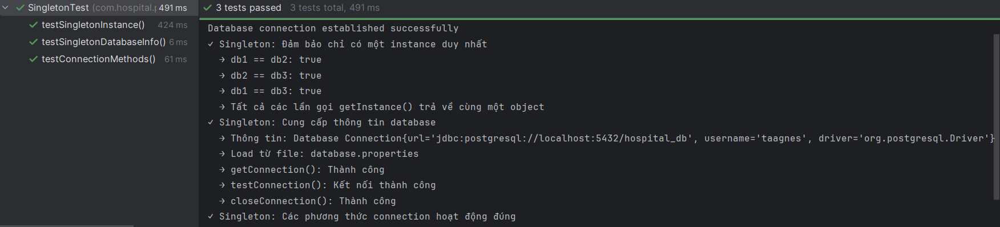 SingletonTest (com.hospital.p 491 ms
testSingletonInstance() 424 ms
testSingletonDatabaseInfo() 6 ms
testConnectionMethods() 61 ms
3 tests passed 3 tests total, 491 ms
Database connection established successfully
✓ Singleton: Đảm bảo chỉ có một instance duy nhất
→ db1 == db2: true
→ db2 == db3: true
→ db1 == db3: true
→ Tất cả các lần gọi getInstance() trả về cùng một object
✓ Singleton: Cung cấp thông tin database
→ Thông tin: Database Connection{url='jdbc:postgresql://localhost:5432/hospital_db', username='taagnes', driver='org.postgresql.Driver'}
→ Load từ file: database.properties
→ getConnection(): Thành công
→ testConnection(): Kết nối thành công
→ closeConnection(): Thành công
✓ Singleton: Các phương thức connection hoạt động đúng